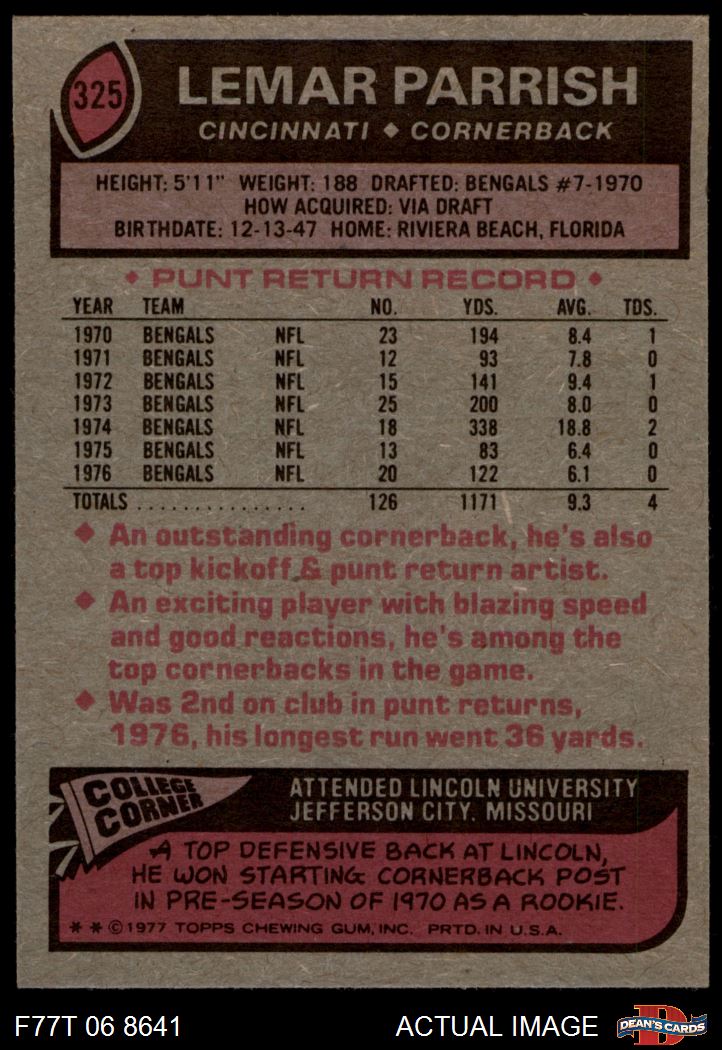 325
LEMAR PARRISH
CINCINNATI ◆ CORNERBACK
HEIGHT: 5'11" WEIGHT: 188 DRAFTED: BENGALS #7-1970
HOW ACQUIRED: VIA DRAFT
BIRTHDATE: 12-13-47 HOME: RIVIERA BEACH, FLORIDA
◆ PUNT RETURN RECORD ◆
YEAR TEAM NO. YDS. AVG. TDS.
1970 BENGALS NFL 23 194 8.4 1
1971 BENGALS NFL 12 93 7.8 0
1972 BENGALS NFL 15 141 9.4 1
1973 BENGALS NFL 25 200 8.0 0
1974 BENGALS NFL 18 338 18.8 2
1975 BENGALS NFL 13 83 6.4 0
1976 BENGALS NFL 20 122 6.1 0
TOTALS ............... 126 1171 9.3 4
◆ An outstanding cornerback, he's also
a top kickoff & punt return artist.
◆ An exciting player with blazing speed
and good reactions, he's among the
top cornerbacks in the game.
◆ Was 2nd on club in punt returns,
1976, his longest run went 36 yards.
COLLEGE
CORNER
ATTENDED LINCOLN UNIVERSITY
JEFFERSON CITY, MISSOURI
A TOP DEFENSIVE BACK AT LINCOLN,
HE WON STARTING CORNERBACK POST
IN PRE-SEASON OF 1970 AS A ROOKIE.
* * © 1977 TOPPS CHEWING GUM, INC. PRTD. IN U.S.A.
F77T 06 8641 ACTUAL IMAGE D DEAN'S CARDS